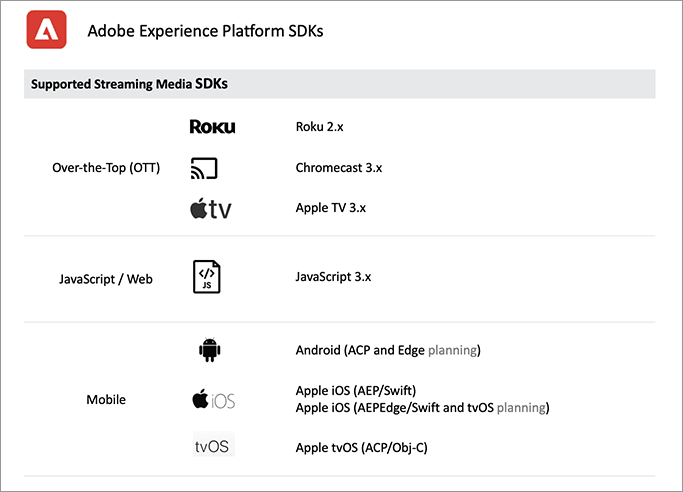 Adobe Experience Platform SDKs
Supported Streaming Media SDKs
Over-the-Top (OTT)
Roku
Roku 2.x
Chromecast 3.x
tv
Apple TV 3.x
JavaScript / Web
</>
JS
JavaScript 3.x
Mobile
Android (ACP and Edge planning)
iOS
Apple iOS (AEP/Swift)
Apple iOS (AEPEdge/Swift and tvOS planning)
tvOS
Apple tvOS (ACP/Obj-C)